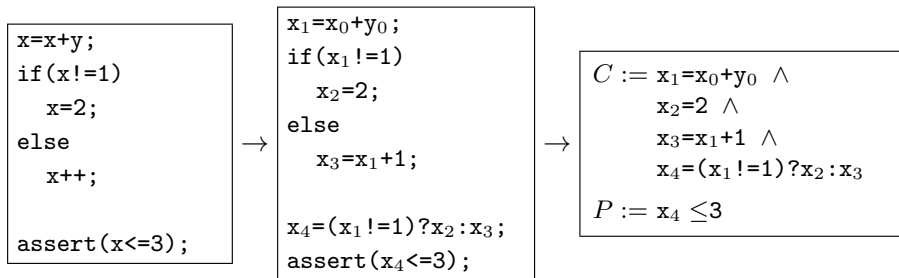 x=x+y;
if(x!=1)
  x=2;
else
  x++;
assert(x<=3);
→
x₁=x₀+y₀;
if(x₁!=1)
  x₂=2;
else
  x₃=x₁+1;
x₄=(x₁!=1)?x₂:x₃;
assert(x₄<=3);
→
C := x₁=x₀+y₀ ∧
x₂=2 ∧
x₃=x₁+1 ∧
x₄=(x₁!=1)?x₂:x₃
P := x₄ ≤3